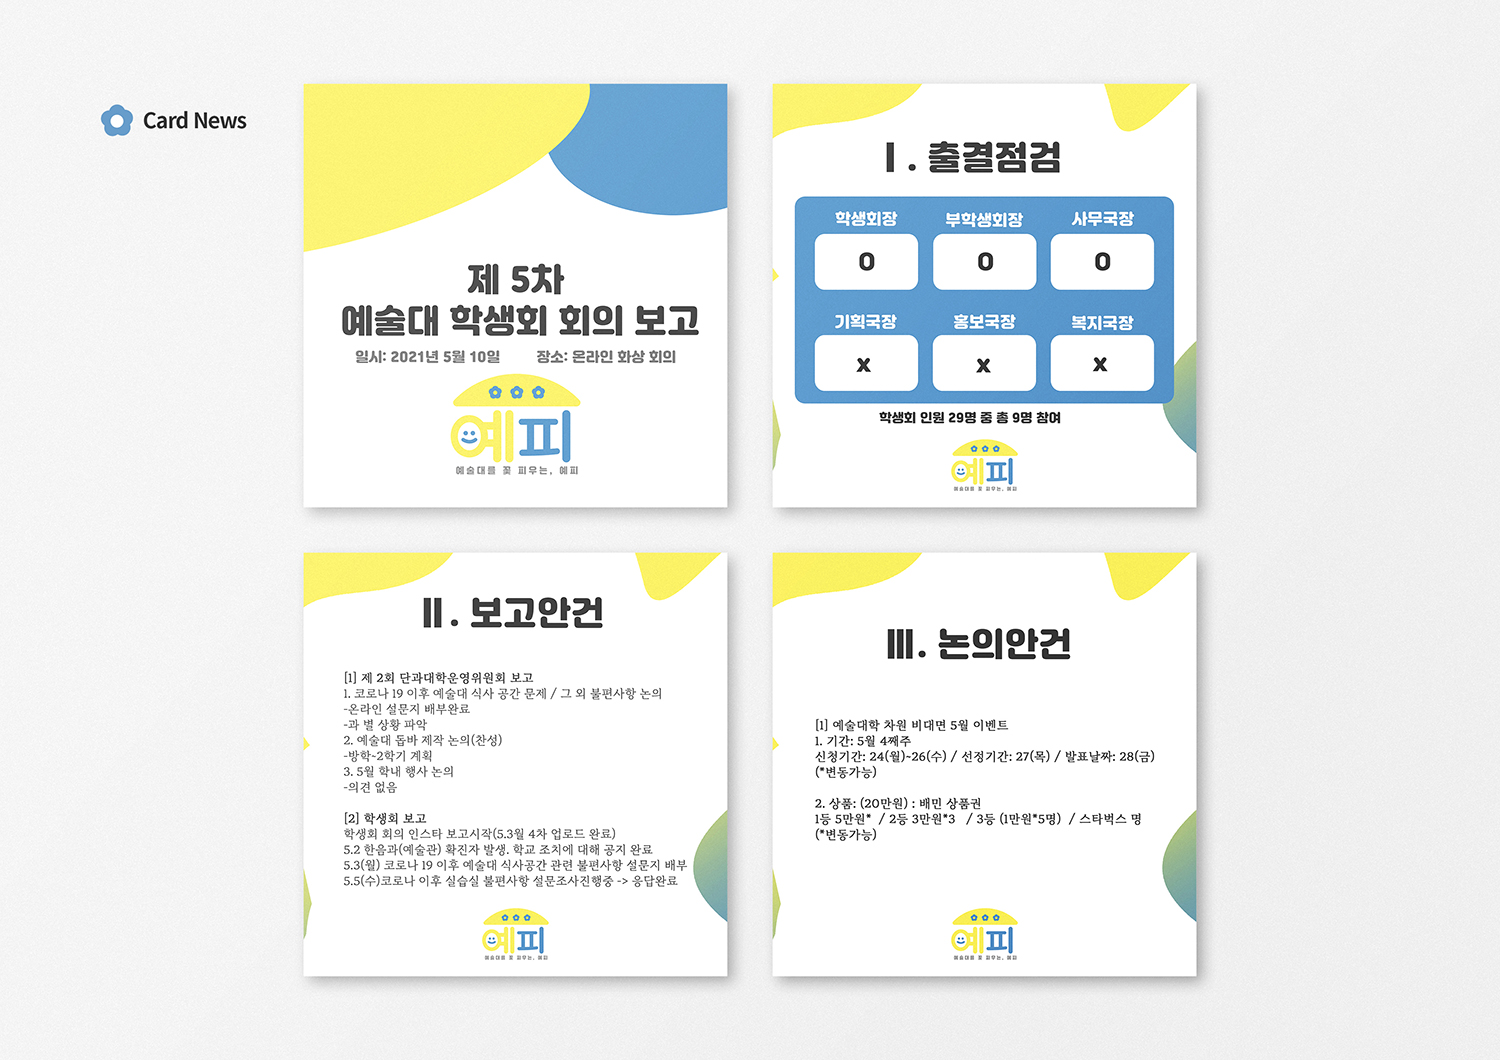 Card News
제 5차
예술대 학생회 회의 보고
일시: 2021년 5월 10일 장소: 온라인 화상 회의
예피
예술대를 꽃 피우는, 예피
Ⅰ. 출결점검
학생회장 부학생회장 사무국장
O O O
기획국장 홍보국장 복지국장
X X X
학생회 인원 29명 중 총 9명 참여
예피
예술대를 꽃 피우는, 예피
Ⅱ. 보고안건
[1] 제 2회 단과대학운영위원회 보고
1. 코로나 19 이후 예술대 식사 공간 문제 / 그 외 불편사항 논의
-온라인 설문지 배부완료
-과 별 상황 파악
2. 예술대 돕바 제작 논의(찬성)
-방학~2학기 계획
3. 5월 학내 행사 논의
-의견 없음
[2] 학생회 보고
학생회 회의 인스타 보고시작(5.3월 4차 업로드 완료)
5.2 한음과(예술관) 확진자 발생. 학교 조치에 대해 공지 완료
5.3(월) 코로나 19 이후 예술대 식사공간 관련 불편사항 설문지 배부
5.5(수)코로나 이후 실습실 불편사항 설문조사진행중 -> 응답완료
예피
예술대를 꽃 피우는, 예피
Ⅲ. 논의안건
[1] 예술대학 차원 비대면 5월 이벤트
1. 기간: 5월 4째주
신청기간: 24(월)~26(수) / 선정기간: 27(목) / 발표날짜: 28(금)
(*변동가능)
2. 상품: (20만원) : 배민 상품권
1등 5만원* / 2등 3만원*3 / 3등 (1만원*5명) / 스타벅스 명
(*변동가능)
예피
예술대를 꽃 피우는, 예피